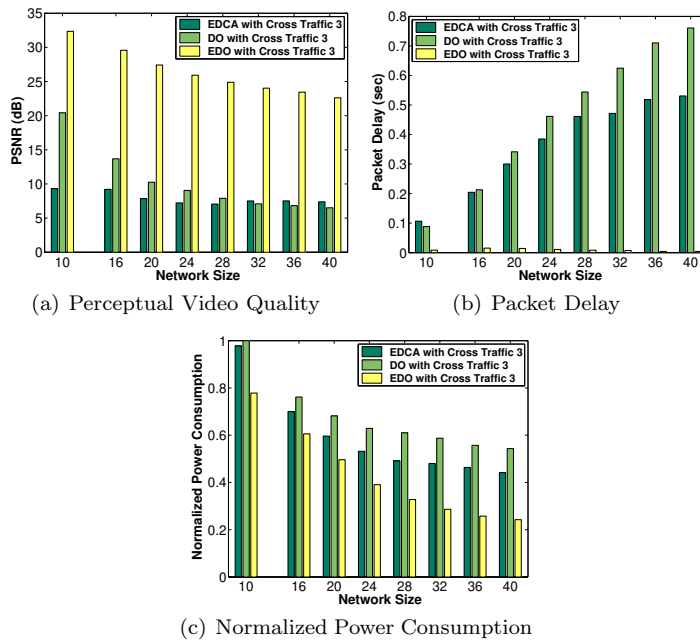 35
30
25
20
15
10
5
0
PSNR (dB)
EDCA with Cross Traffic 3
DO with Cross Traffic 3
EDO with Cross Traffic 3
10 16 20 24 28 32 36 40
Network Size
(a) Perceptual Video Quality
0.8
0.7
0.6
0.5
0.4
0.3
0.2
0.1
0
Packet Delay (sec)
EDCA with Cross Traffic 3
DO with Cross Traffic 3
EDO with Cross Traffic 3
10 16 20 24 28 32 36 40
Network Size
(b) Packet Delay
1
0.8
0.6
0.4
0.2
0
Normalized Power Consumption
EDCA with Cross Traffic 3
DO with Cross Traffic 3
EDO with Cross Traffic 3
10 16 20 24 28 32 36 40
Network Size
(c) Normalized Power Consumption